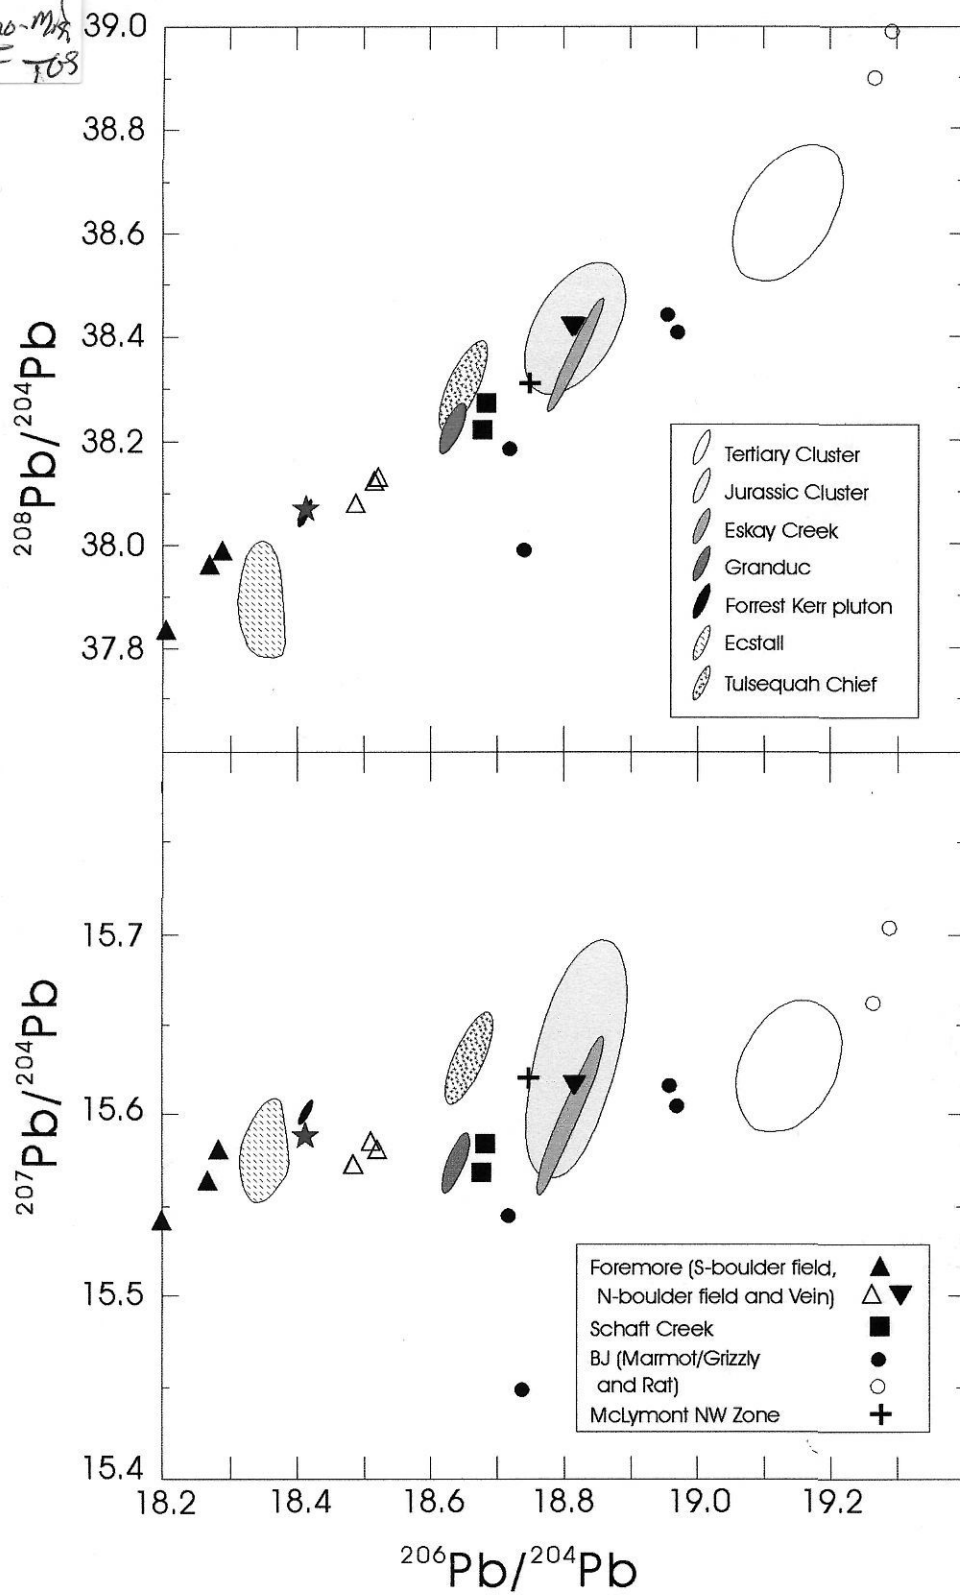 TOS
39.0
38.8
38.6
38.4
38.2
38.0
37.8
208Pb/204Pb
Tertiary Cluster
Jurassic Cluster
Eskay Creek
Granduc
Forrest Kerr pluton
Ecstall
Tulsequah Chief
15.7
15.6
15.5
15.4
207Pb/204Pb
Foremore (S-boulder field,
N-boulder field and Vein)
Schaft Creek
BJ (Marmot/Grizzly
and Rat)
McLymont NW Zone
18.2 18.4 18.6 18.8 19.0 19.2
206Pb/204Pb